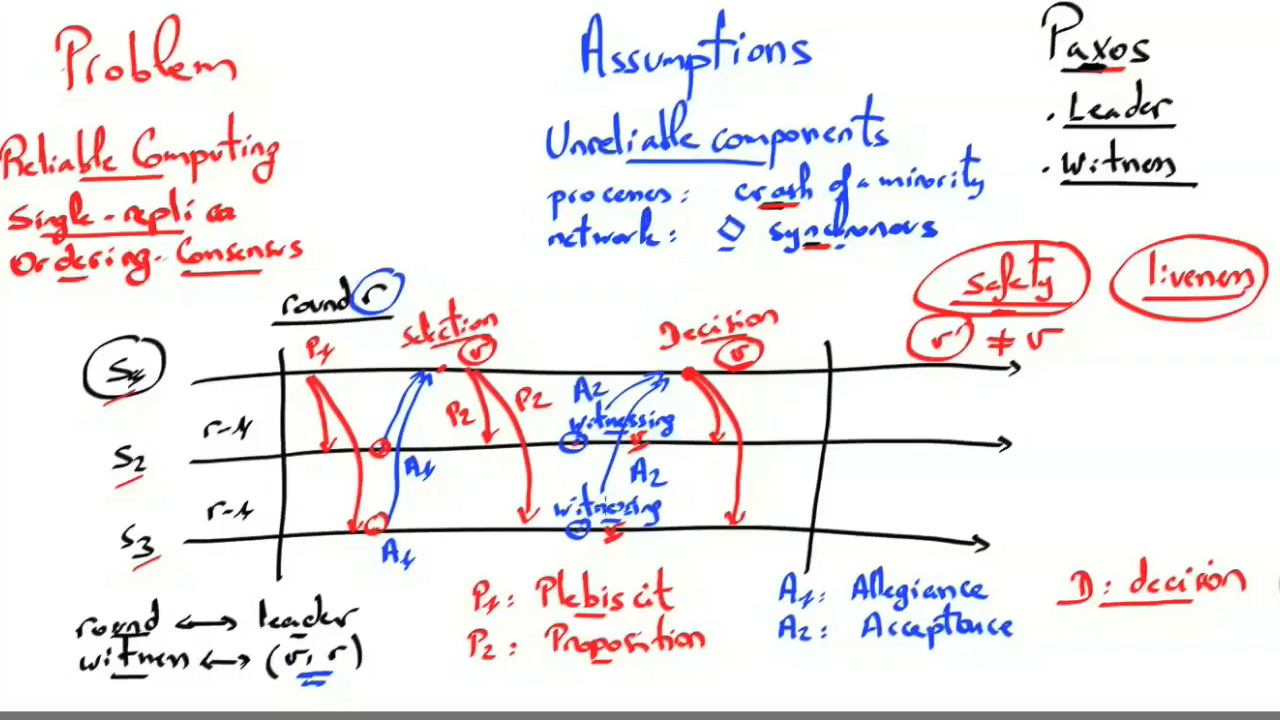 Problem
Reliable Computing
Single-replica
Ordering-Consensus
Assumptions
Unreliable components
processes: crash of a minority
network: ◇ synchronous
Paxos
. Leader
. Witness
safety
liveness
v' ≠ v
round r
P1
Selection
v
Decision
v
S1
r-1
P2
P2
A2
witnessing
v
S2
A1
A2
r-1
witnessing
v
S3
A1
round ↔ leader
witness ↔ (v, r)
P1: Plebiscit
P2: Proposition
A1: Allegiance
A2: Acceptance
D: decision